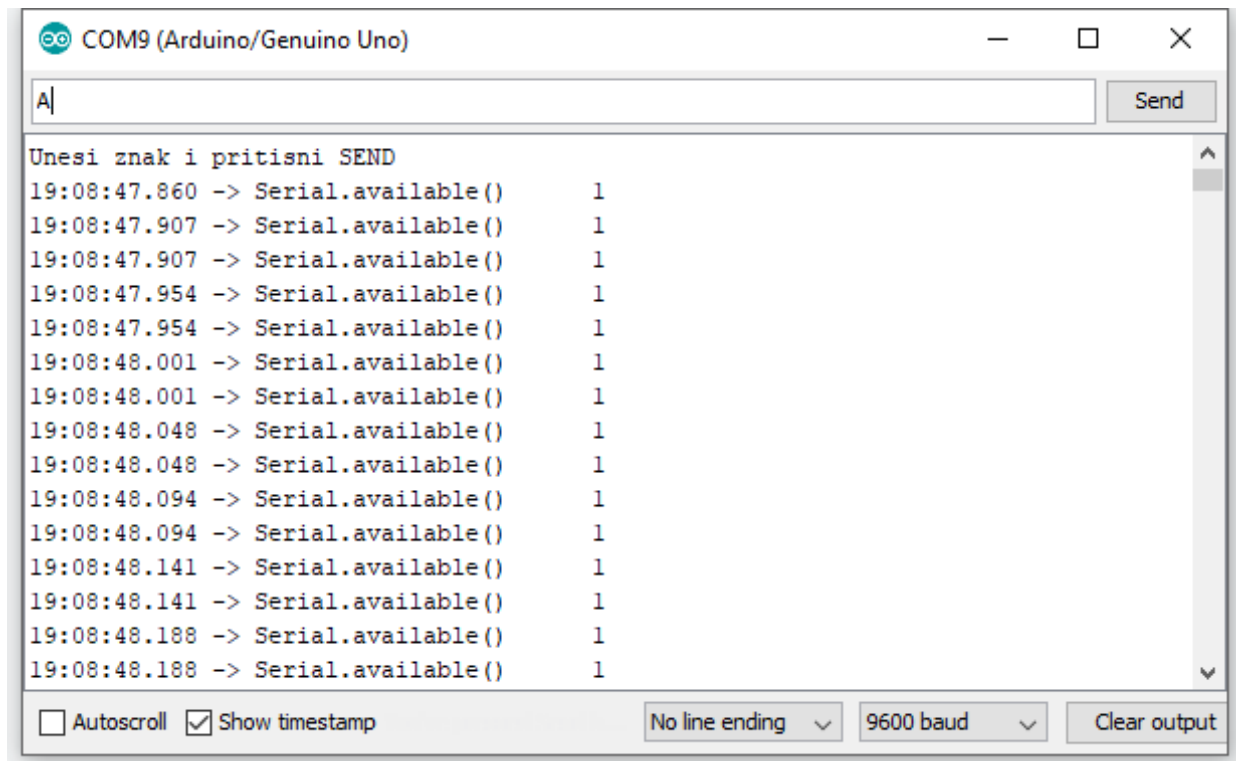 COM9 (Arduino/Genuino Uno)
A
Send
Unesi znak i pritisni SEND
19:08:47.860 -> Serial.available() 1
19:08:47.907 -> Serial.available() 1
19:08:47.907 -> Serial.available() 1
19:08:47.954 -> Serial.available() 1
19:08:47.954 -> Serial.available() 1
19:08:48.001 -> Serial.available() 1
19:08:48.001 -> Serial.available() 1
19:08:48.048 -> Serial.available() 1
19:08:48.048 -> Serial.available() 1
19:08:48.094 -> Serial.available() 1
19:08:48.094 -> Serial.available() 1
19:08:48.141 -> Serial.available() 1
19:08:48.141 -> Serial.available() 1
19:08:48.188 -> Serial.available() 1
19:08:48.188 -> Serial.available() 1
Autoscroll Show timestamp No line ending 9600 baud Clear output